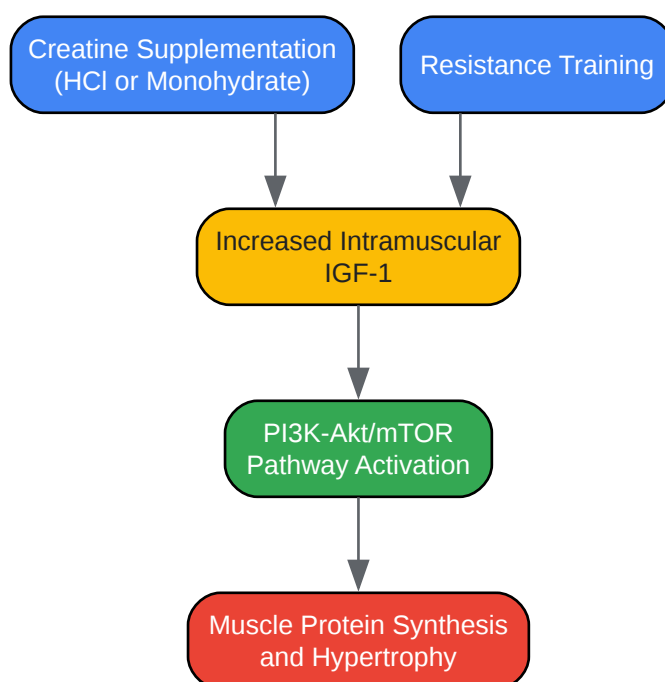 Creatine Supplementation
(HCl or Monohydrate)
Resistance Training
Increased Intramuscular
IGF-1
PI3K-Akt/mTOR
Pathway Activation
Muscle Protein Synthesis
and Hypertrophy